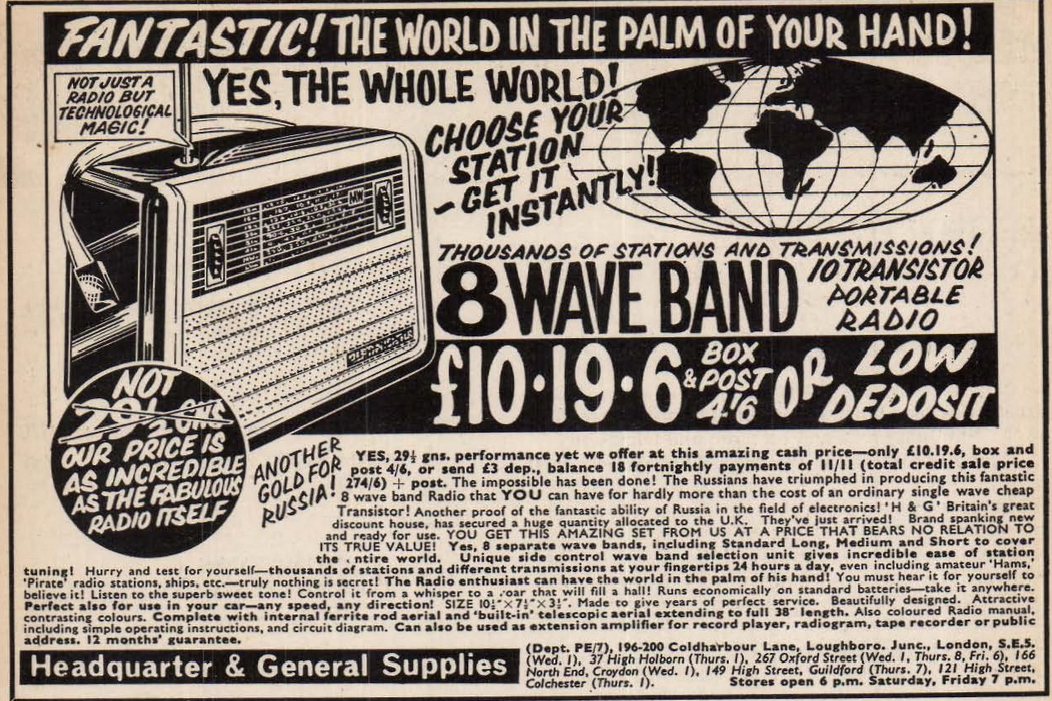 FANTASTIC! THE WORLD IN THE PALM OF YOUR HAND!
NOT JUST A
RADIO BUT
TECHNOLOGICAL
MAGIC!
YES, THE WHOLE WORLD!
CHOOSE YOUR
STATION
- GET IT
INSTANTLY!
MW
THOUSANDS OF STATIONS AND TRANSMISSIONS!
8 WAVE BAND
10 TRANSISTOR
PORTABLE
RADIO
£10·19·6
BOX
& POST
4/6
OR
LOW
DEPOSIT
NOT
29½ GNS
OUR PRICE IS
AS INCREDIBLE
AS THE FABULOUS
RADIO ITSELF
ANOTHER
GOLD FOR
RUSSIA!
YES, 29½ gns. performance yet we offer at this amazing cash price—only £10.19.6, box and
post 4/6, or send £3 dep., balance 18 fortnightly payments of 11/11 (total credit sale price
274/6) + post. The impossible has been done! The Russians have triumphed in producing this fantastic
8 wave band Radio that YOU can have for hardly more than the cost of an ordinary single wave cheap
Transistor! Another proof of the fantastic ability of Russia in the field of electronics! 'H & G' Britain's great
discount house, has secured a huge quantity allocated to the U.K. They've just arrived! Brand spanking new
and ready for use. YOU GET THIS AMAZING SET FROM US AT A PRICE THAT BEARS NO RELATION TO
ITS TRUE VALUE! Yes, 8 separate wave bands, including Standard Long, Medium and Short to cover
the entire world. Unique side control wave band selection unit gives incredible ease of station
tuning! Hurry and test for yourself—thousands of stations and different transmissions at your fingertips 24 hours a day, even including amateur 'Hams,'
'Pirate' radio stations, ships, etc.—truly nothing is secret! The Radio enthusiast can have the world in the palm of his hand! You must hear it for yourself to
believe it! Listen to the superb sweet tone! Control it from a whisper to a roar that will fill a hall! Runs economically on standard batteries—take it anywhere.
Perfect also for use in your car—any speed, any direction! SIZE 10½" × 7½" × 3½". Made to give years of perfect service. Beautifully designed. Attractive
contrasting colours. Complete with internal ferrite rod aerial and 'built-in' telescopic aerial extending to full 38" length. Also coloured Radio manual,
including simple operating instructions, and circuit diagram. Can also be used as extension amplifier for record player, radiogram, tape recorder or public
address. 12 months' guarantee.
Headquarter & General Supplies
(Dept. PE/7), 196-200 Coldharbour Lane, Loughboro. Junc., London, S.E.5.
(Wed. 1), 37 High Holborn (Thurs. 1), 267 Oxford Street (Wed. 1, Thurs. 8, Fri. 6), 166
North End, Croydon (Wed. 1), 149 High Street, Guildford (Thurs. 7), 121 High Street,
Colchester (Thurs. 1). Stores open 6 p.m. Saturday, Friday 7 p.m.